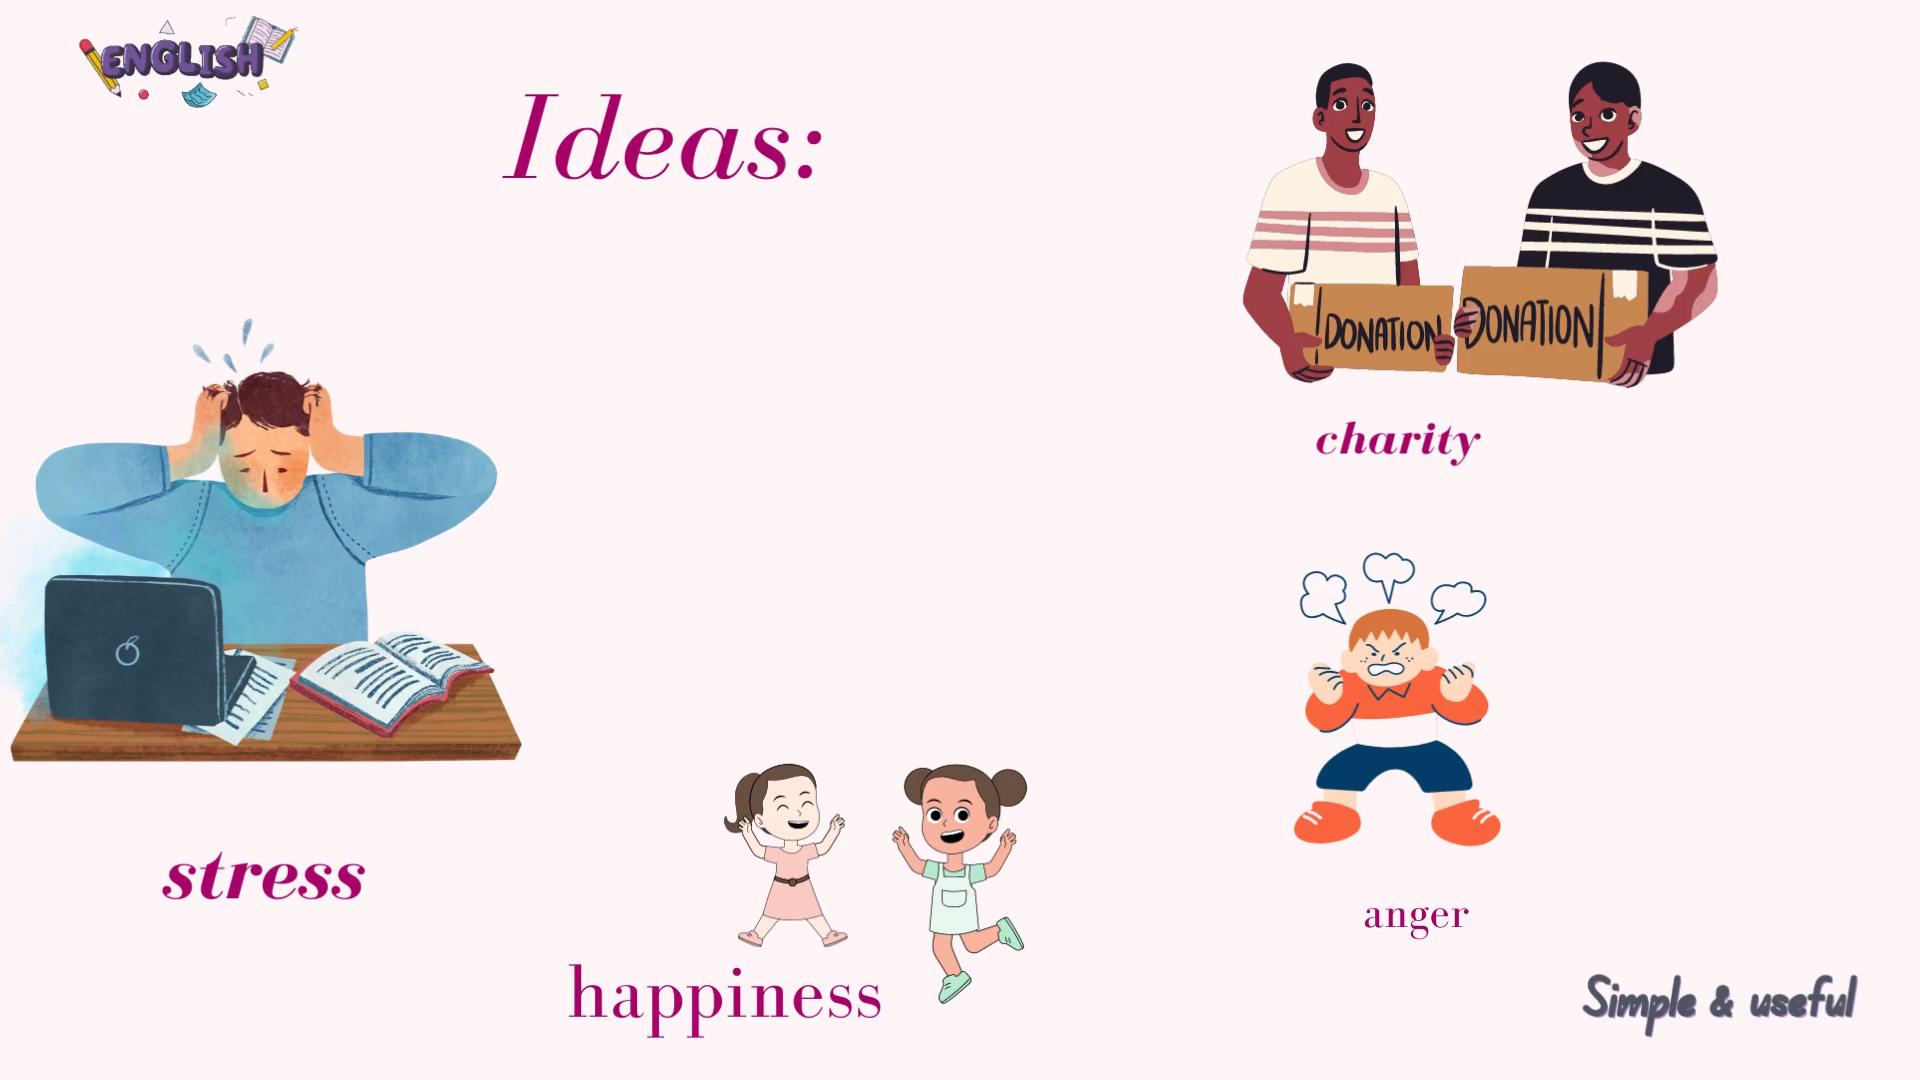 ENGLISH
Ideas:
DONATION
DONATION
charity
stress
anger
happiness
Simple & useful